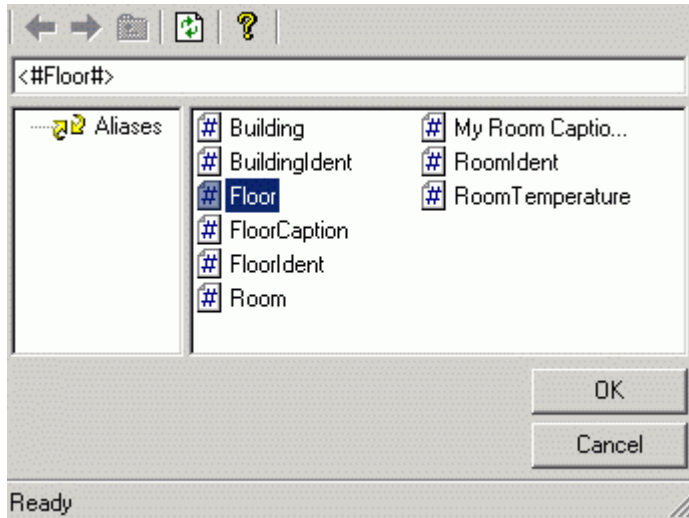 <#Floor#>
Aliases
Building
BuildingIdent
Floor
FloorCaption
FloorIdent
Room
My Room Captio...
RoomIdent
RoomTemperature
OK
Cancel
Ready